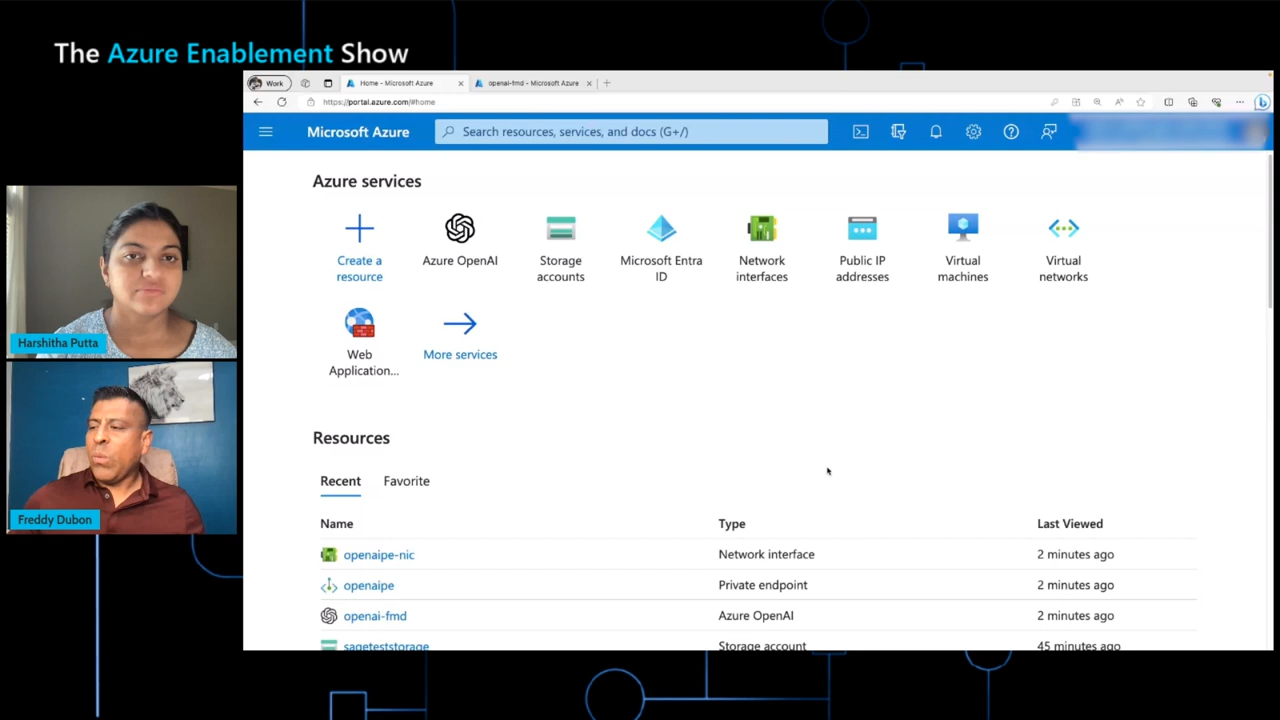 The Azure Enablement Show
Work
Home - Microsoft Azure
openai-fmd - Microsoft Azure
https://portal.azure.com/#home
Microsoft Azure
Search resources, services, and docs (G+/)
Azure services
Create a
resource
Azure OpenAI
Storage
accounts
Microsoft Entra
ID
Network
interfaces
Public IP
addresses
Virtual
machines
Virtual
networks
Web
Application...
More services
Harshitha Putta
Freddy Dubon
Resources
Recent Favorite
Name Type Last Viewed
openaipe-nic Network interface 2 minutes ago
openaipe Private endpoint 2 minutes ago
openai-fmd Azure OpenAI 2 minutes ago
sageteststorage Storage account 45 minutes ago